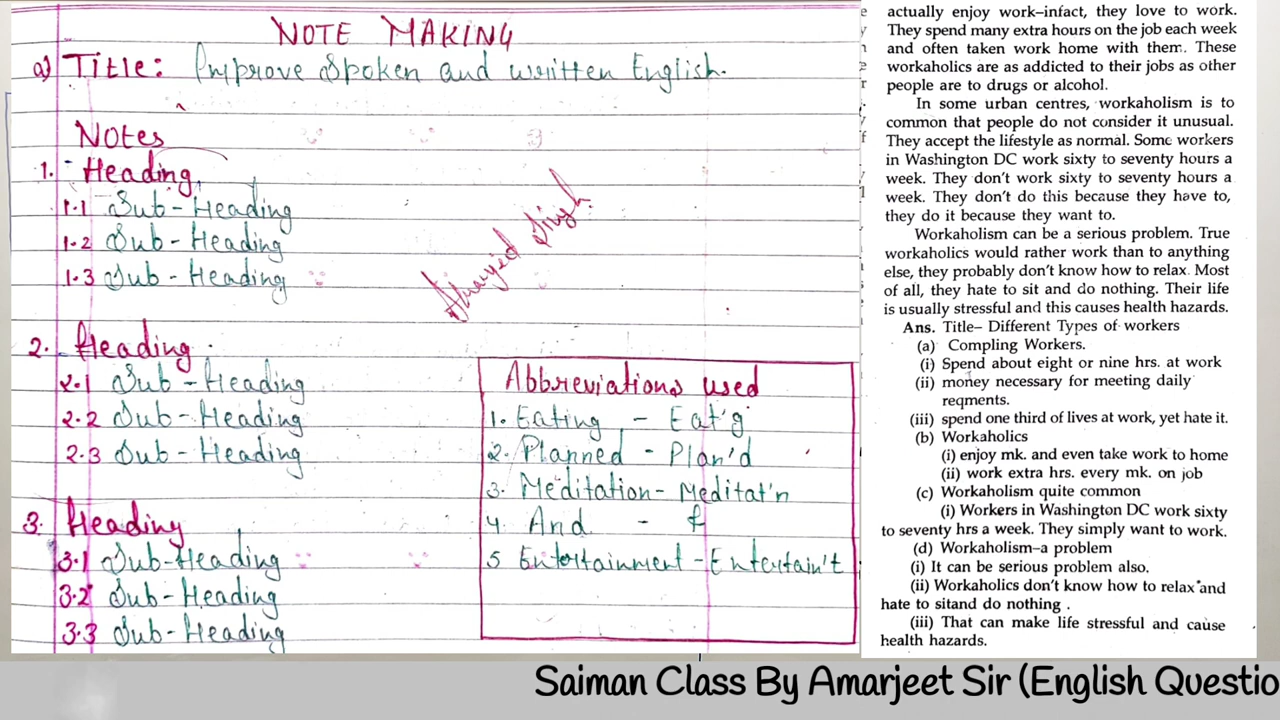 NOTE MAKING
a) Title: Improve Spoken and written English.
Notes
1. Heading
1.1 Sub-Heading
1.2 Sub-Heading
1.3 Sub-Heading
Amarjeet Singh
2. Heading
2.1 Sub-Heading
2.2 Sub-Heading
2.3 Sub-Heading
3. Heading
3.1 Sub-Heading
3.2 Sub-Heading
3.3 Sub-Heading
Abbreviations used
1. Eating - Eat'g
2. Planned - Plan'd
3. Meditation - Meditat'n
4. And - &
5 Entertainment - Entertain't
actually enjoy work–infact, they love to work.
They spend many extra hours on the job each week
and often taken work home with them. These
workaholics are as addicted to their jobs as other
people are to drugs or alcohol.
In some urban centres, workaholism is to
common that people do not consider it unusual.
They accept the lifestyle as normal. Some workers
in Washington DC work sixty to seventy hours a
week. They don't work sixty to seventy hours a
week. They don't do this because they have to,
they do it because they want to.
Workaholism can be a serious problem. True
workaholics would rather work than to anything
else, they probably don't know how to relax. Most
of all, they hate to sit and do nothing. Their life
is usually stressful and this causes health hazards.
Ans. Title– Different Types of workers
(a) Compling Workers.
(i) Spend about eight or nine hrs. at work
(ii) money necessary for meeting daily
reqments.
(iii) spend one third of lives at work, yet hate it.
(b) Workaholics
(i) enjoy mk. and even take work to home
(ii) work extra hrs. every mk. on job
(c) Workaholism quite common
(i) Workers in Washington DC work sixty
to seventy hrs a week. They simply want to work.
(d) Workaholism–a problem
(i) It can be serious problem also.
(ii) Workaholics don't know how to relax and
hate to sitand do nothing .
(iii) That can make life stressful and cause
health hazards.
Saiman Class By Amarjeet Sir (English Questio